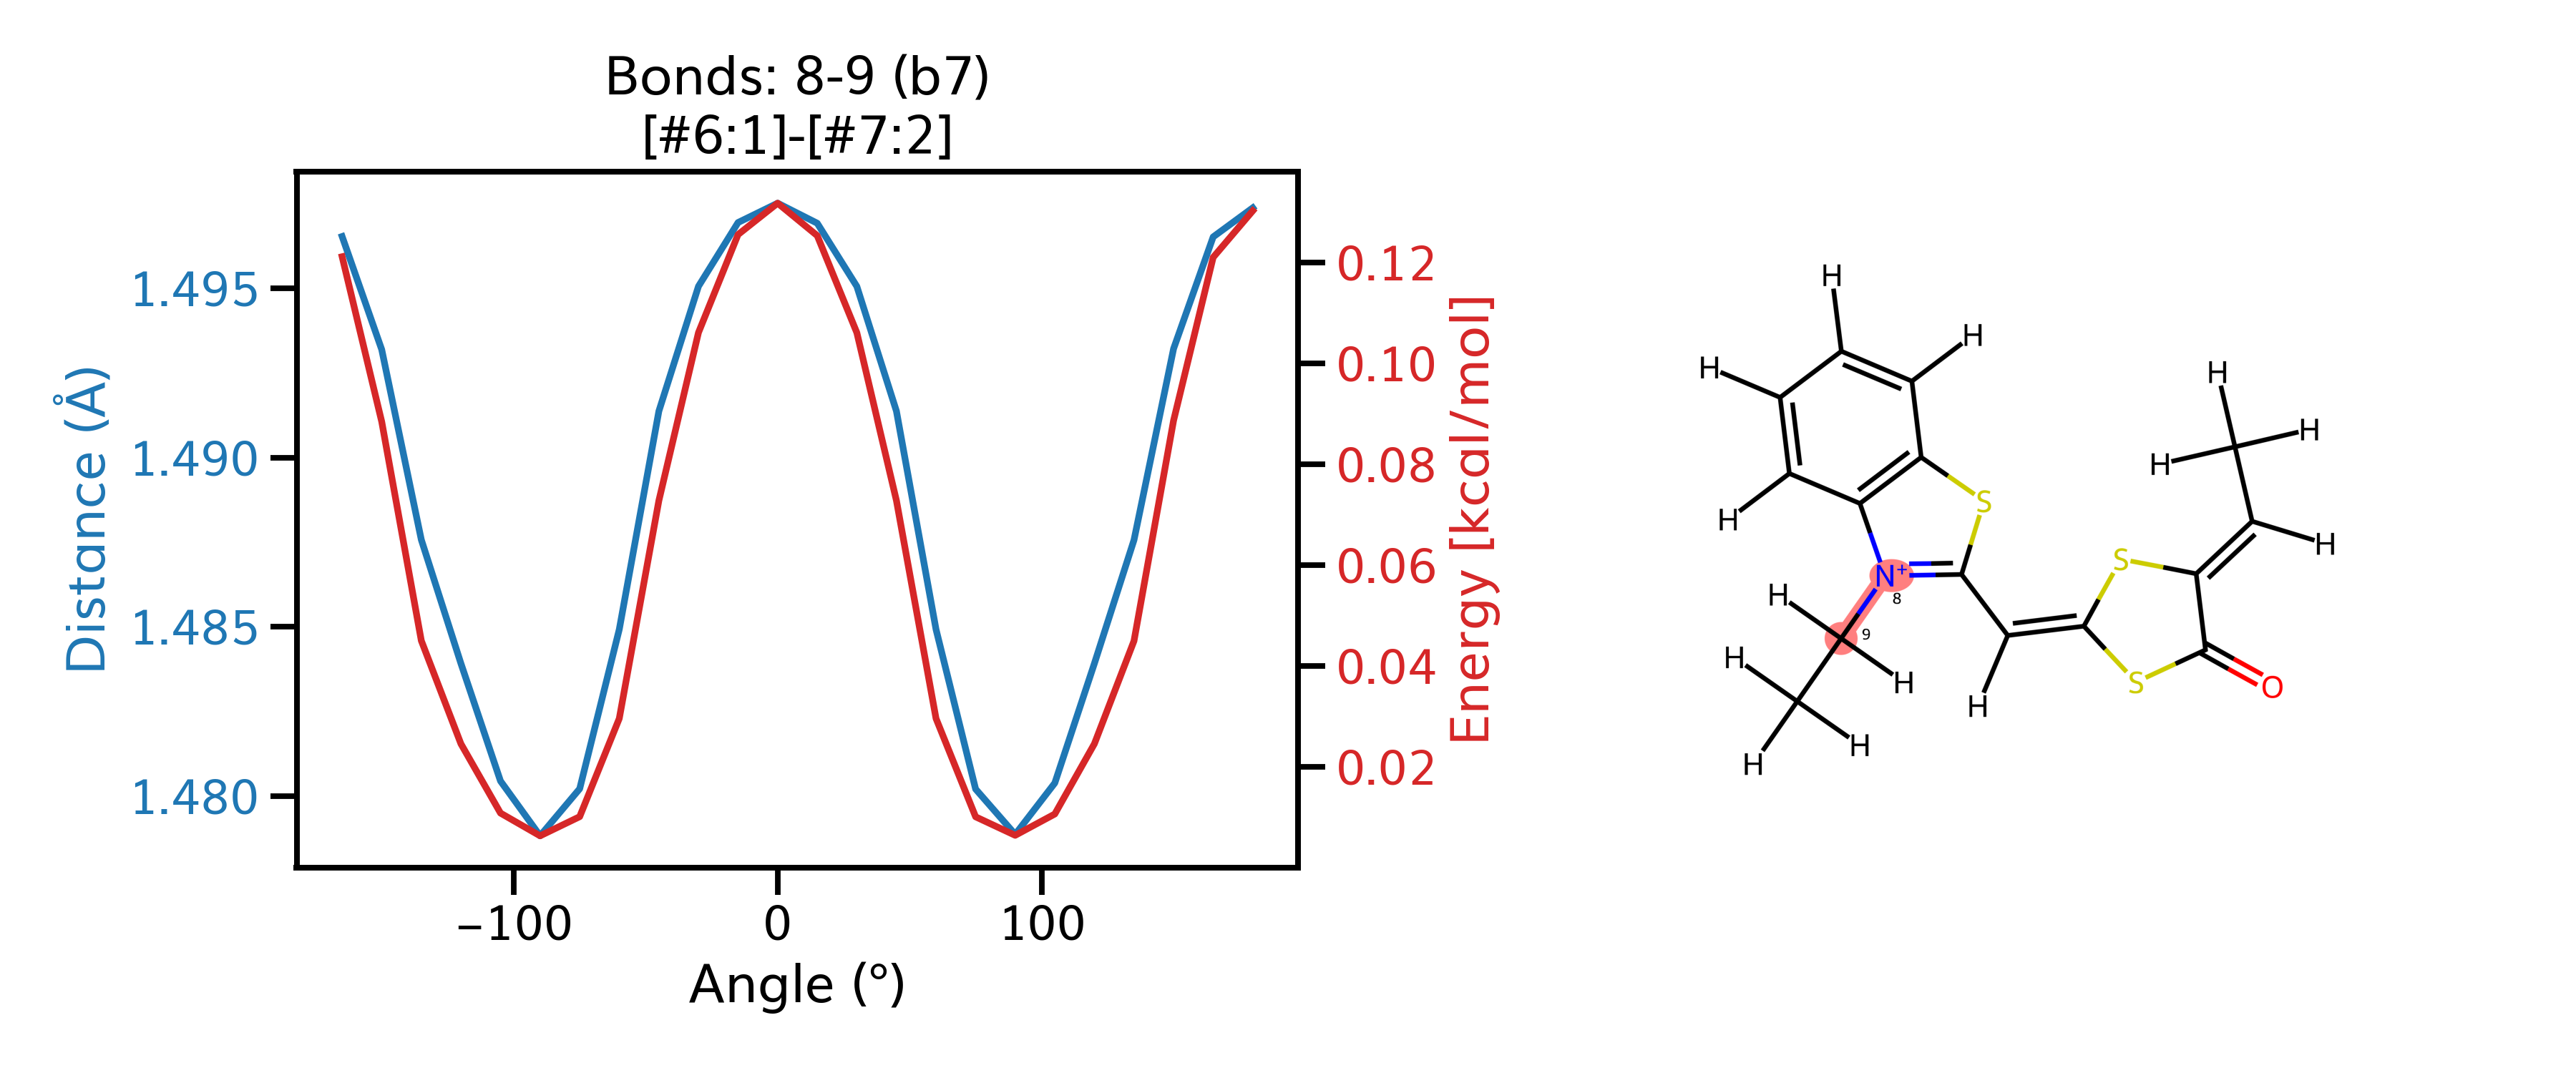 Bonds: 8-9 (b7)
[#6:1]-[#7:2]
Distance (Å)
1.495
1.490
1.485
1.480
0.12
0.10
0.08
0.06
0.04
0.02
Energy [kcal/mol]
−100 0 100
Angle (°)
H
H
H
H
H
H
H
S
H
S
H
N+
8
H
9
H
H
S
O
H
H
H